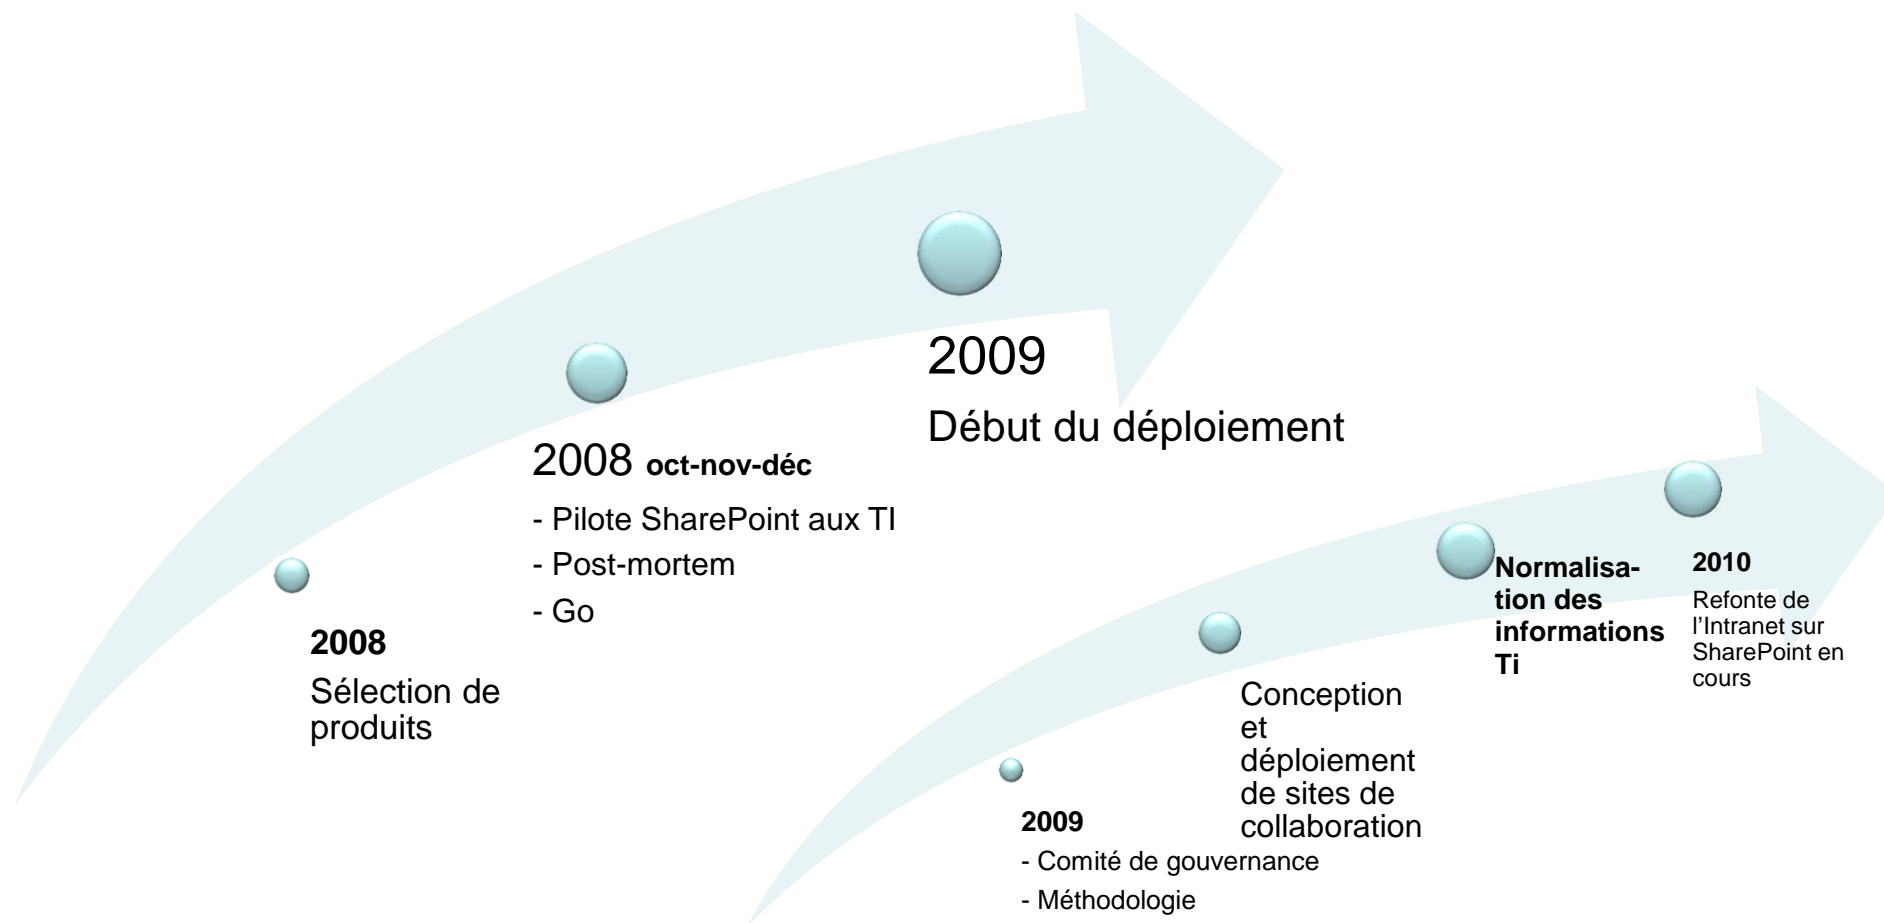 2008
Sélection de
produits
2008 oct-nov-déc
- Pilote SharePoint aux TI
- Post-mortem
- Go
2009
Début du déploiement
2009
- Comité de gouvernance
- Méthodologie
Conception
et
déploiement
de sites de
collaboration
Normalisa-
tion des
informations
Ti
2010
Refonte de
l’Intranet sur
SharePoint en
cours